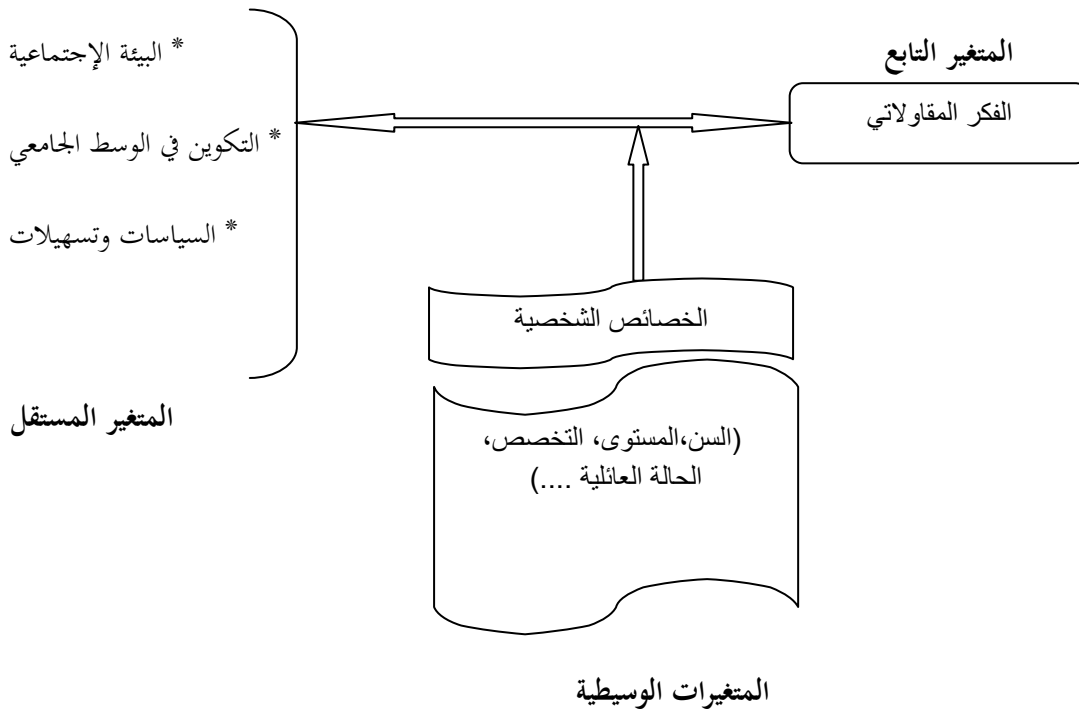 المتغير التابع
الفكر المقاولاتي
* البيئة الإجتماعية
* التكوين في الوسط الجامعي
* السياسات وتسهيلات
المتغير المستقل
الخصائص الشخصية
(السن،المستوى، التخصص،
الحالة العائلية ....)
المتغيرات الوسيطية